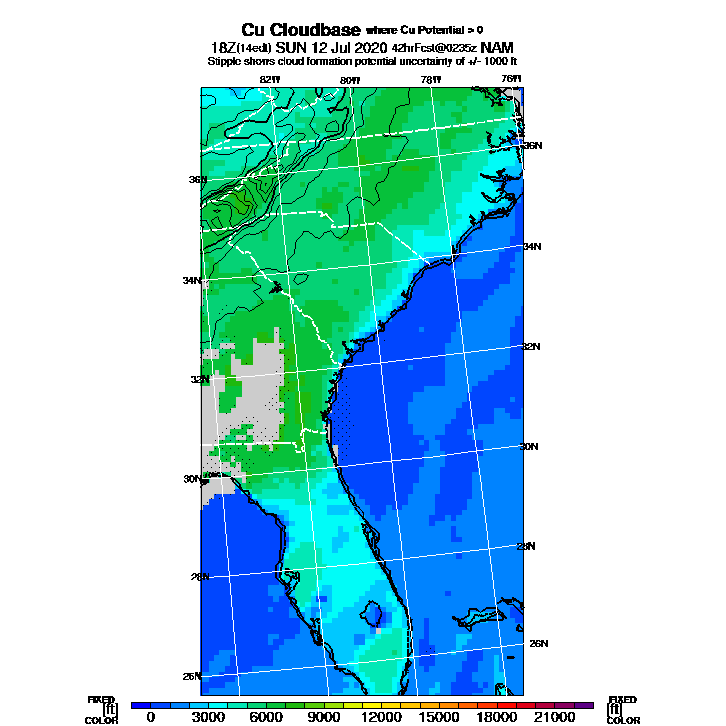 Cu Cloudbase where Cu Potential > 0
18Z(14edt) SUN 12 Jul 2020 42hrFcst@0235z NAM
Stipple shows cloud formation potential uncertainty of +/- 1000 ft
82W 80W 78W 76W
36N 36N
34N 34N
32N 32N
30N 30N
28N 28N
26N 26N
FIXED FIXED
[ft] [ft]
COLOR COLOR
0 3000 6000 9000 12000 15000 18000 21000